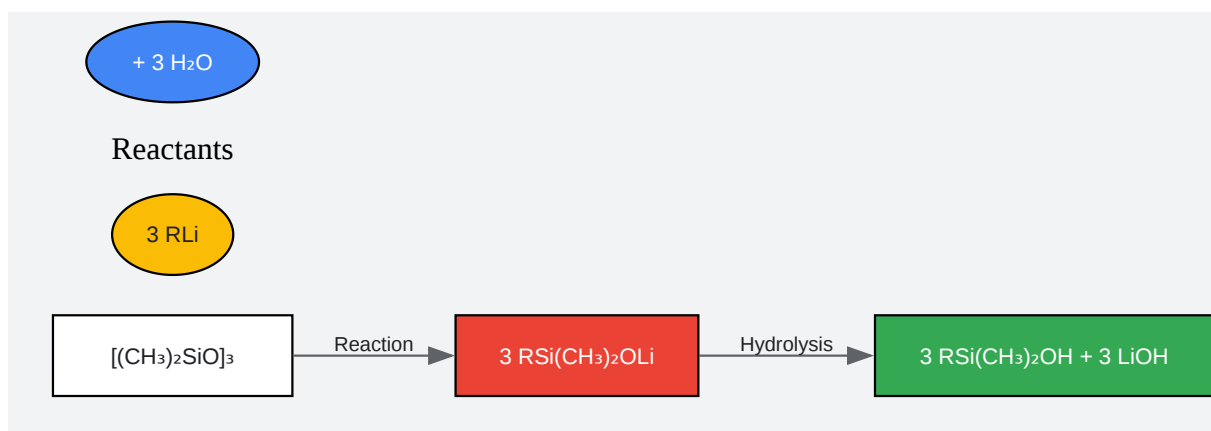 + 3 H₂O
Reactants
3 RLi
[(CH₃)₂SiO]₃
Reaction
3 RSi(CH₃)₂OLi
Hydrolysis
3 RSi(CH₃)₂OH + 3 LiOH